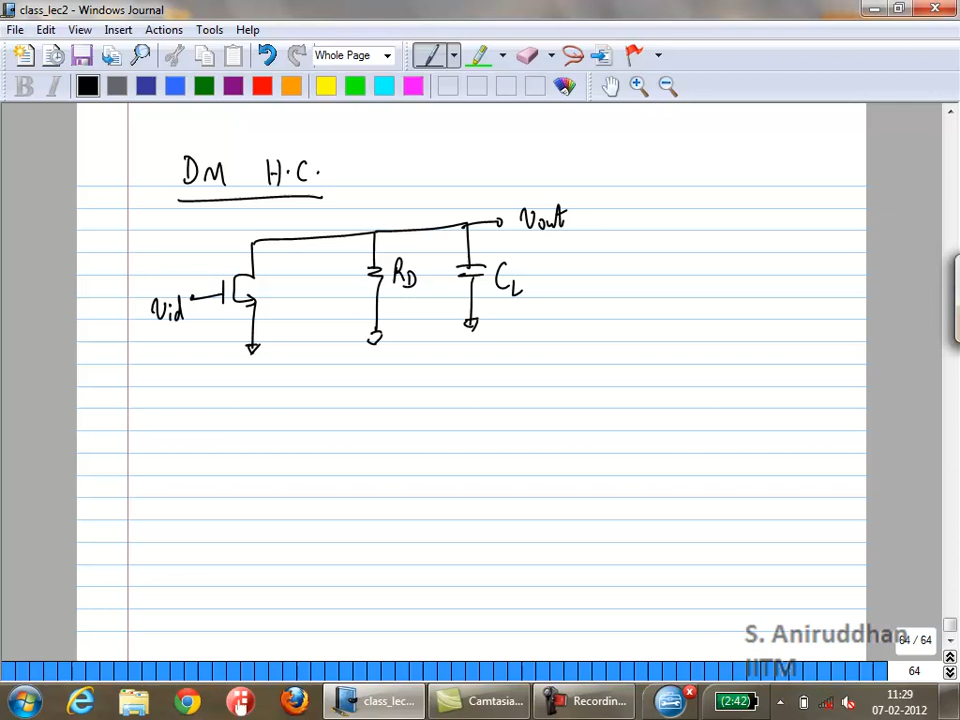 class_lec2 - Windows Journal
File Edit View Insert Actions Tools Help
Whole Page
B I
DM H.C.
Vout
RD
CL
Vid
S. Aniruddhan
IITM
64 / 64
64
class_lec...
Camtasia...
Recordin...
(2:42)
11:29
07-02-2012